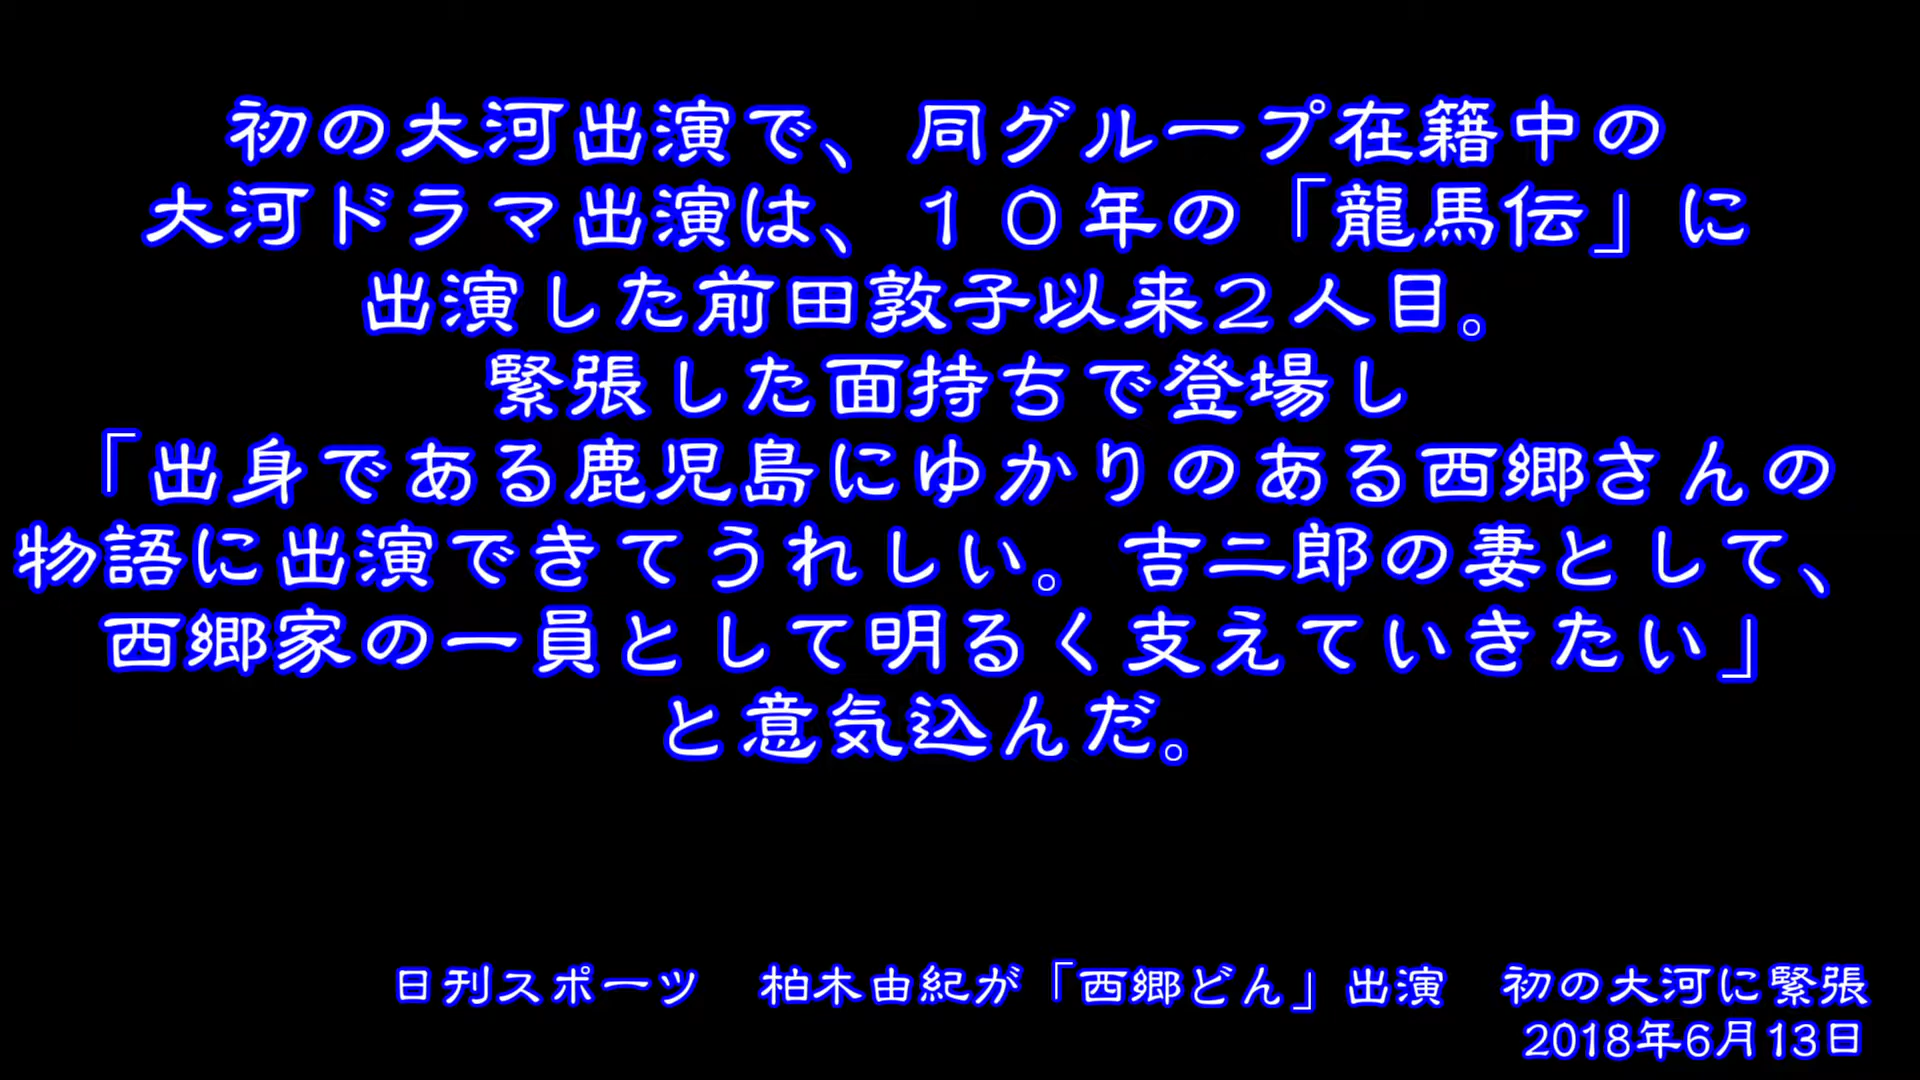 初の大河出演で、同グループ在籍中の
大河ドラマ出演は、１０年の「龍馬伝」に
出演した前田敦子以来２人目。
緊張した面持ちで登場し
「出身である鹿児島にゆかりのある西郷さんの
物語に出演できてうれしい。吉二郎の妻として、
西郷家の一員として明るく支えていきたい」
と意気込んだ。
日刊スポーツ　柏木由紀が「西郷どん」出演　初の大河に緊張
2018年6月13日